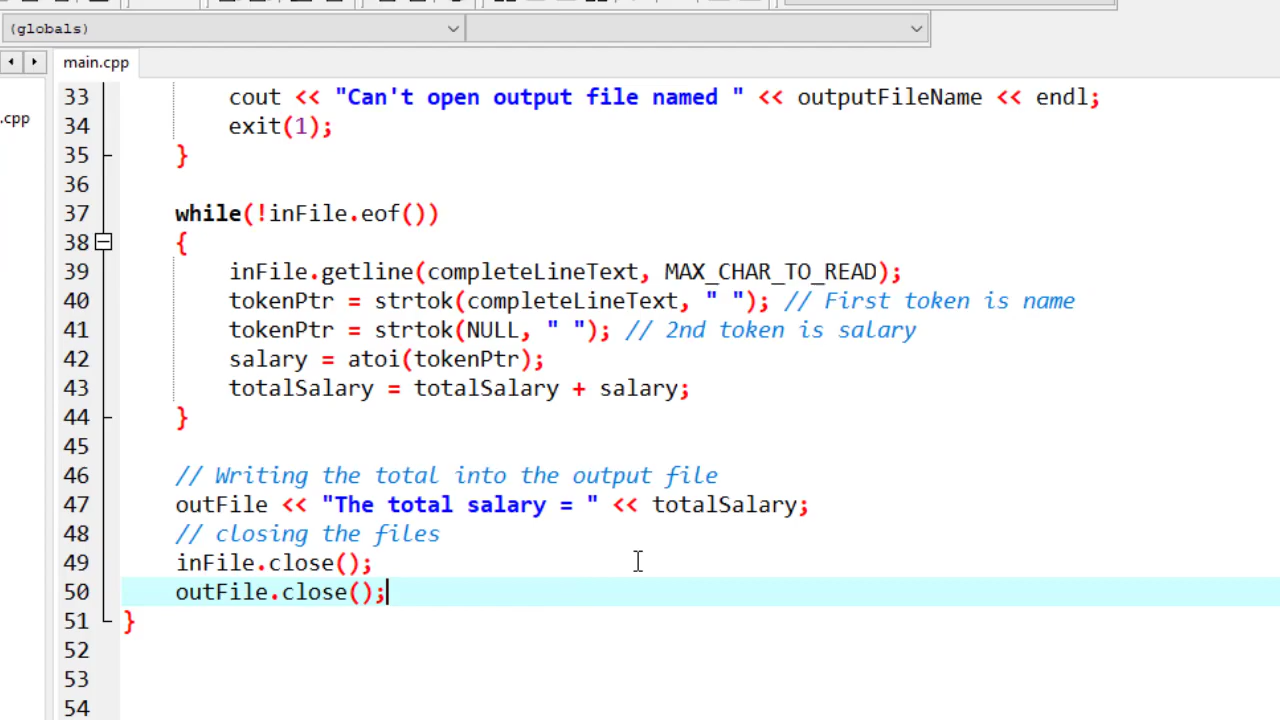 (globals)
main.cpp
.cpp
33 cout << "Can't open output file named " << outputFileName << endl;
34 exit(1);
35 }
36
37 while(!inFile.eof())
38 {
39 inFile.getline(completeLineText, MAX_CHAR_TO_READ);
40 tokenPtr = strtok(completeLineText, " "); // First token is name
41 tokenPtr = strtok(NULL, " "); // 2nd token is salary
42 salary = atoi(tokenPtr);
43 totalSalary = totalSalary + salary;
44 }
45
46 // Writing the total into the output file
47 outFile << "The total salary = " << totalSalary;
48 // closing the files
49 inFile.close();
50 outFile.close();
51 }
52
53
54